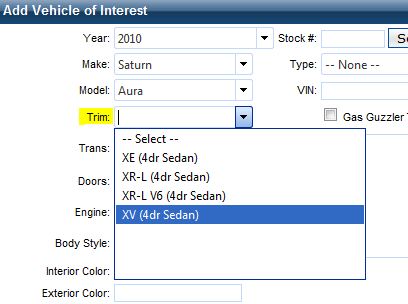 Add Vehicle of Interest
Year: 2010 Stock #:
Make: Saturn Type: -- None --
Model: Aura VIN:
Trim: Gas Guzzler
-- Select --
Trans: XE (4dr Sedan)
XR-L (4dr Sedan)
Doors: XR-L V6 (4dr Sedan)
Engine: XV (4dr Sedan)
Body Style:
Interior Color:
Exterior Color: